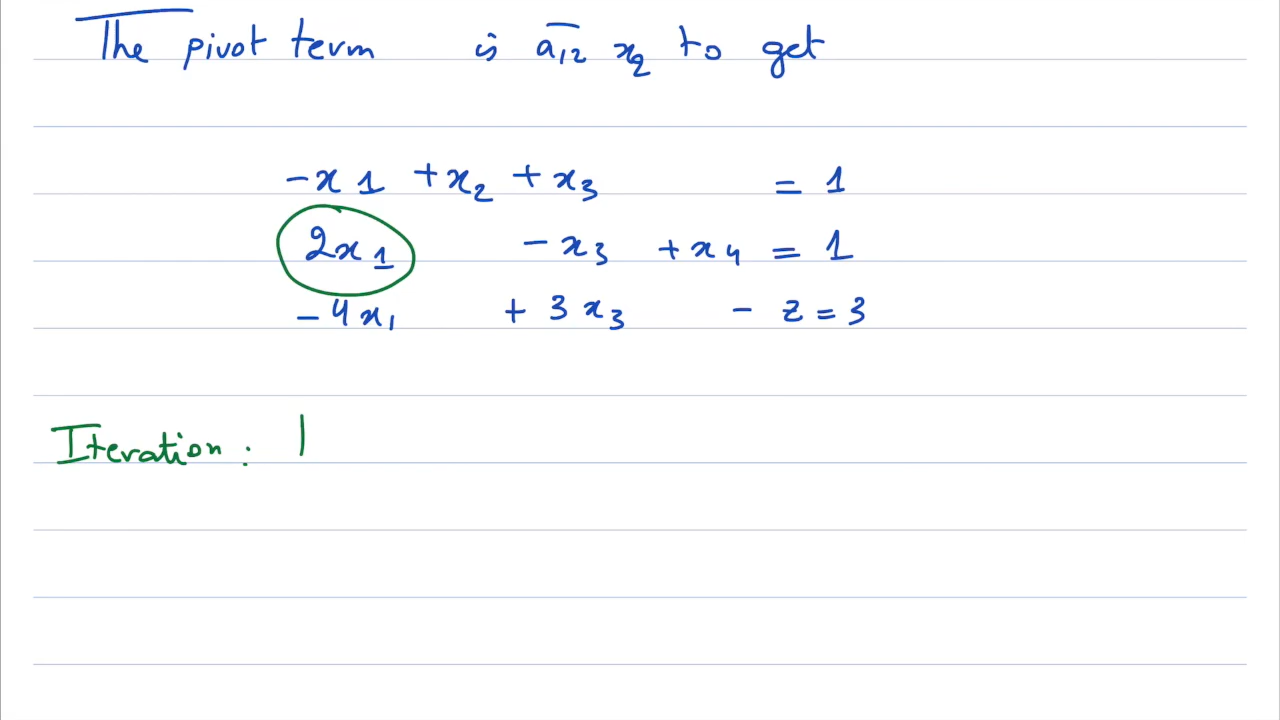 The pivot term is a̅₁₂ x₂ to get
-x1 +x₂ +x₃ = 1
2x₁ -x₃ +x₄ = 1
-4x₁ +3x₃ -z=3
Iteration: 1